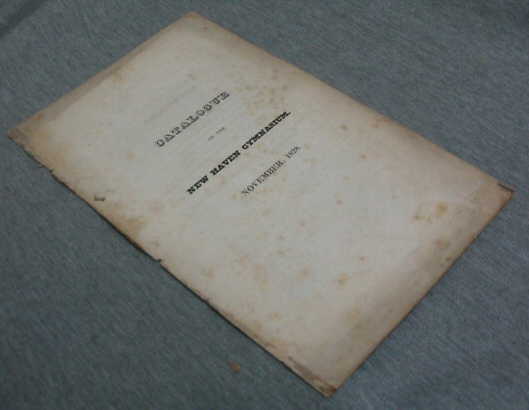 CATALOGUE
OF THE
NEW HAVEN GYMNASIUM.
NOVEMBER, 1828.